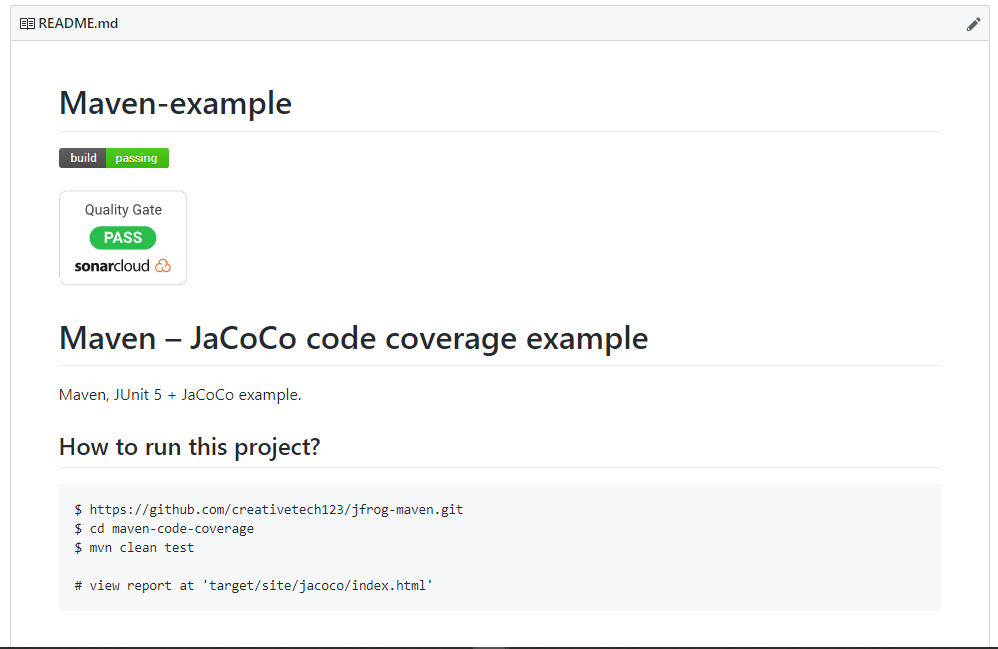 README.md
Maven-example
build passing
Quality Gate
PASS
sonarcloud
Maven – JaCoCo code coverage example
Maven, JUnit 5 + JaCoCo example.
How to run this project?
$ https://github.com/creativetech123/jfrog-maven.git
$ cd maven-code-coverage
$ mvn clean test
# view report at 'target/site/jacoco/index.html'